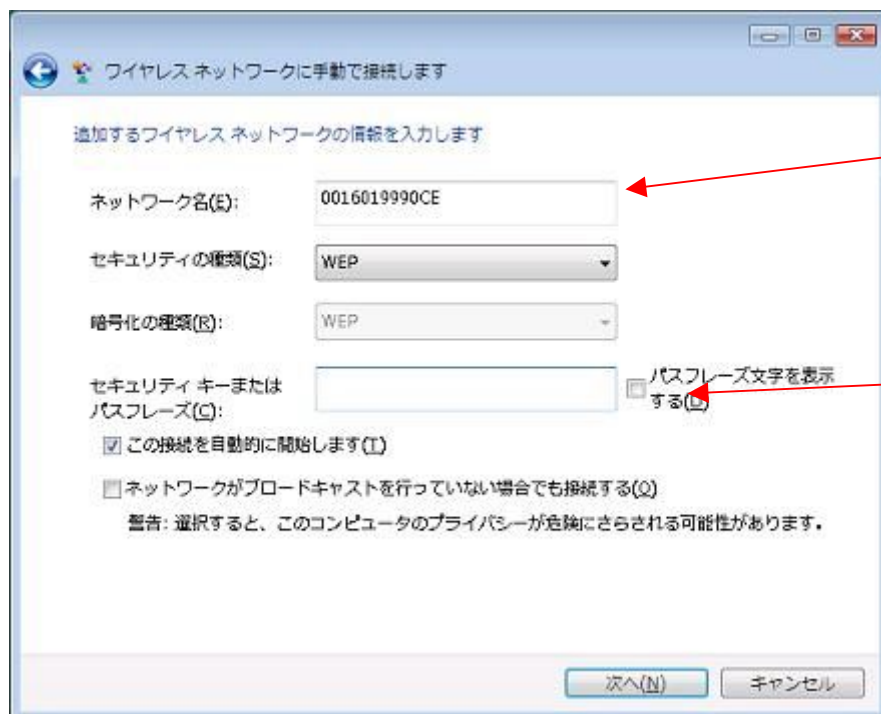 ワイヤレス ネットワークに手動で接続します
追加するワイヤレス ネットワークの情報を入力します
ネットワーク名(E):
0016019990CE
セキュリティの種類(S):
WEP
暗号化の種類(R):
WEP
セキュリティ キーまたは
パスフレーズ(C):
パスフレーズ文字を表示
する(D)
この接続を自動的に開始します(T)
ネットワークがブロードキャストを行っていない場合でも接続する(O)
警告: 選択すると、このコンピュータのプライバシーが危険にさらされる可能性があります。
次へ(N)
キャンセル